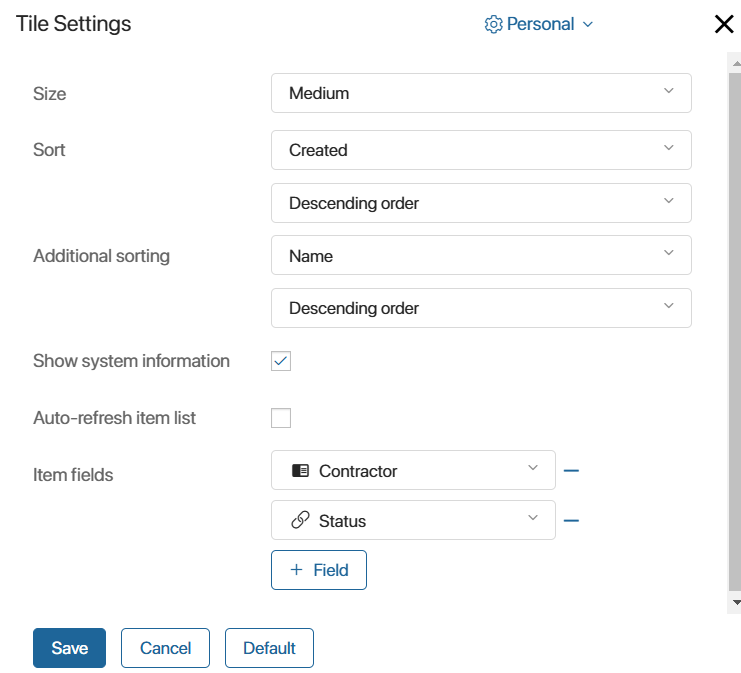 Tile Settings
Personal
Size
Medium
Sort
Created
Descending order
Additional sorting
Name
Descending order
Show system information
Auto-refresh item list
Item fields
Contractor
Status
+ Field
Save
Cancel
Default